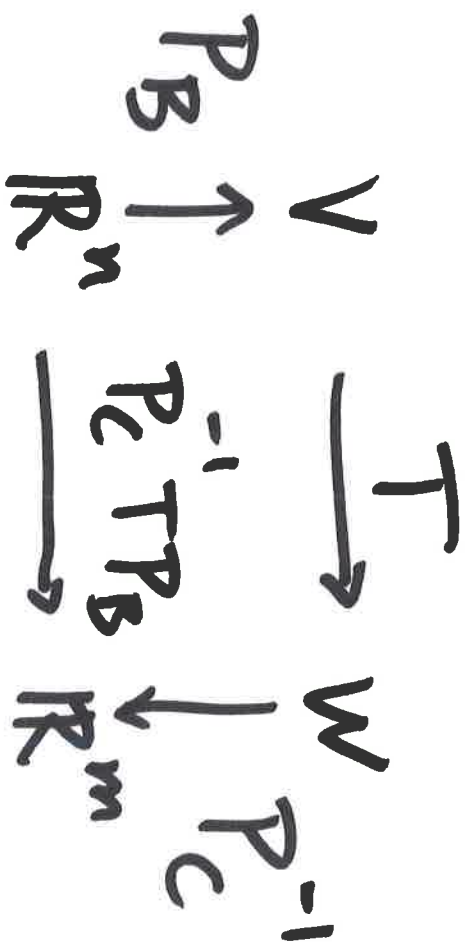 T
V → W
P_B ↑ P_C^{-1} T P_B ↓ P_C^{-1}
ℝ^n → ℝ^m